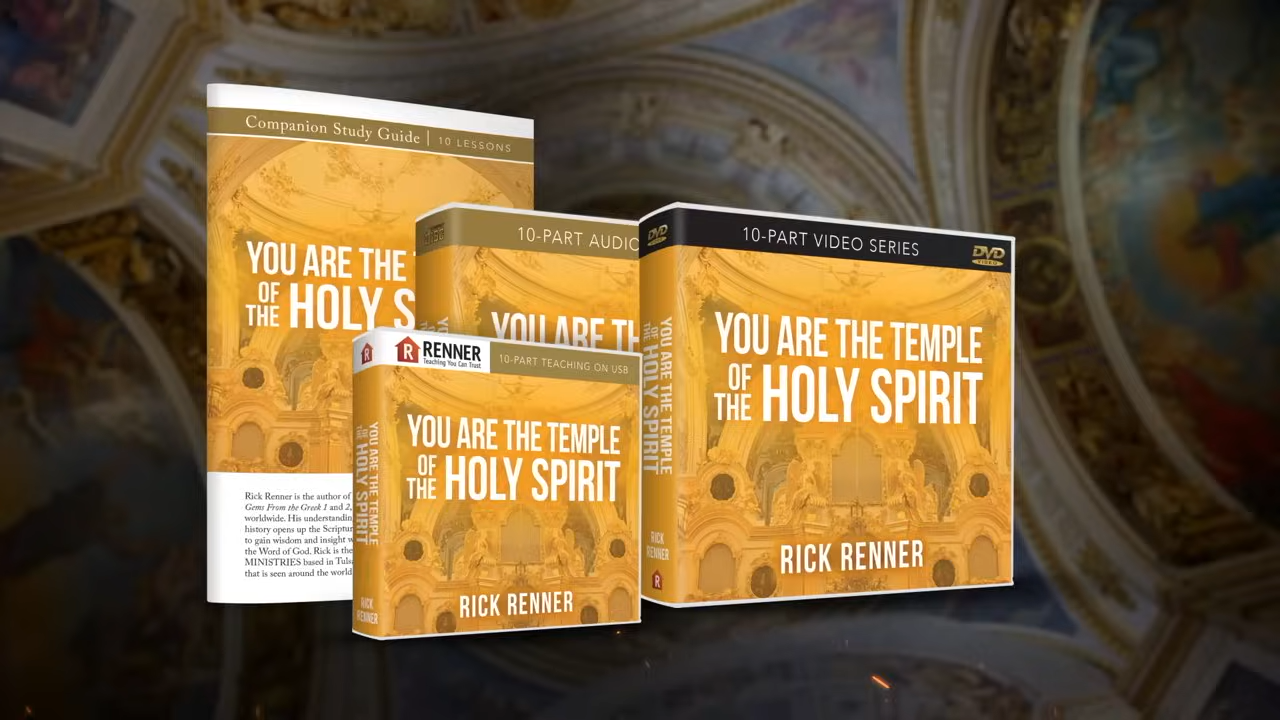 Companion Study Guide | 10 LESSONS
YOU ARE THE
OF
THE HOLY S
Rick Renner is the author of
Gems From the Greek 1 and 2,
worldwide. His understandin
history opens up the Scriptur
to gain wisdom and insight w
the Word of God. Rick is the
MINISTRIES based in Tulsa
that is seen around the world
10-PART AUDIO
YOU ARE TH
RENNER
Teaching You Can Trust
10-PART TEACHING ON USB
YOU ARE THE TEMPLE
OF
THE HOLY SPIRIT
RICK RENNER
YOU ARE THE TEMPLE
OF
THE HOLY SPIRIT
RICK
RENNER
DVD
10-PART VIDEO SERIES
DVD
VIDEO
YOU ARE THE TEMPLE
OF
THE HOLY SPIRIT
RICK RENNER
YOU ARE THE TEMPLE
OF
THE HOLY SPIRIT
RICK
RENNER
R